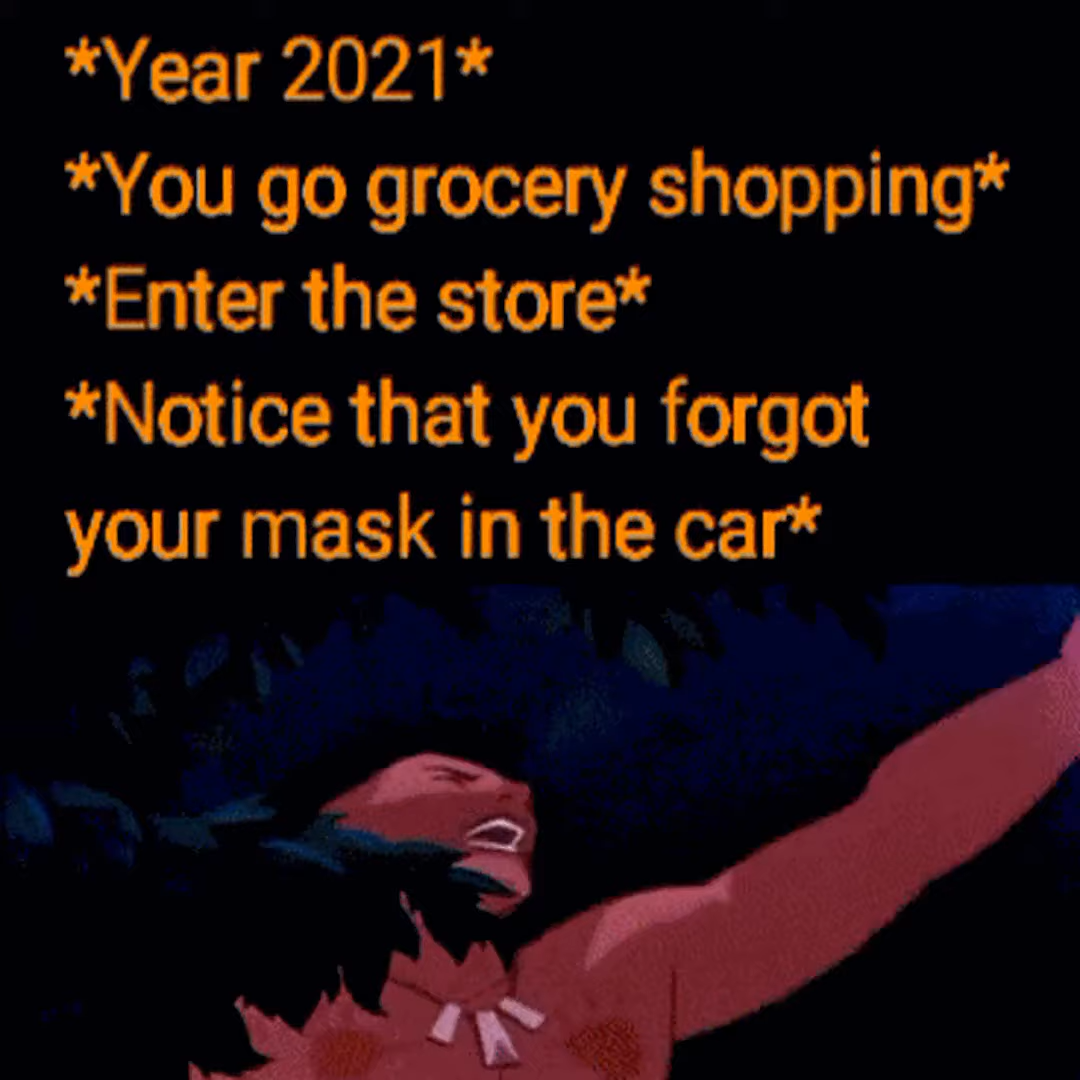 *Year 2021*
*You go grocery shopping*
*Enter the store*
*Notice that you forgot
your mask in the car*